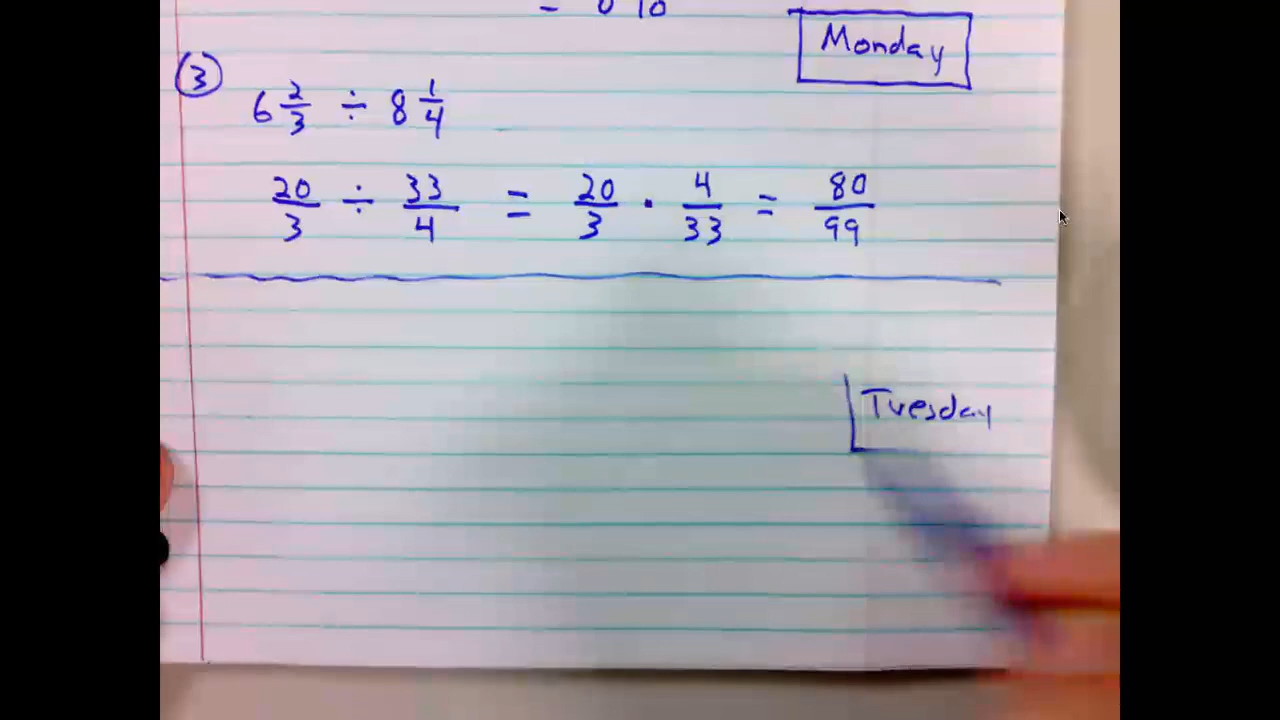 Monday
3
6 2/3 ÷ 8 1/4
20/3 ÷ 33/4 = 20/3 · 4/33 = 80/99
Tuesday